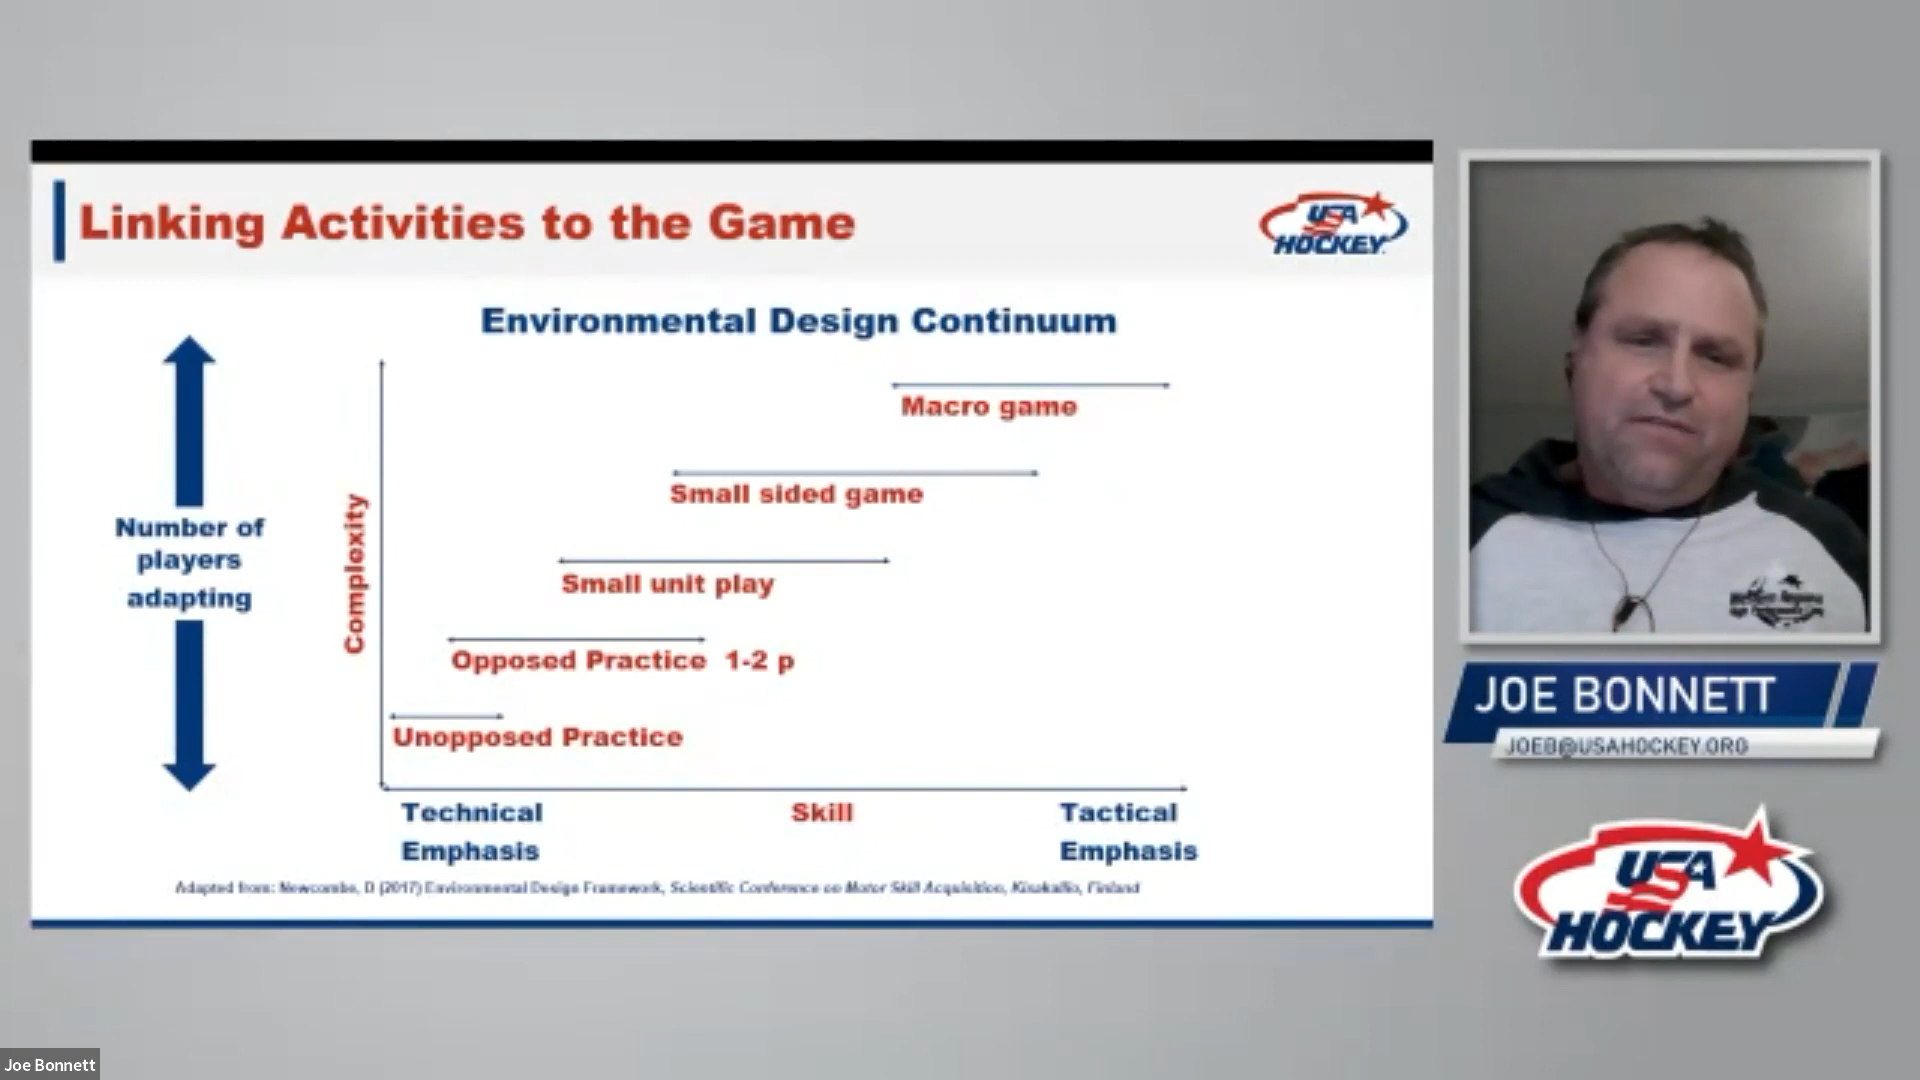 Linking Activities to the Game
USA
HOCKEY
Environmental Design Continuum
Macro game
Small sided game
Small unit play
Opposed Practice 1-2 p
Unopposed Practice
Complexity
Number of
players
adapting
Technical
Emphasis
Skill
Tactical
Emphasis
Adapted from: Newcombe, D (2017) Environmental Design Framework, Scientific Conference on Motor Skill Acquisition, Kisakallio, Finland
JOE BONNETT
JOEB@USAHOCKEY.ORG
USA
HOCKEY
Joe Bonnett